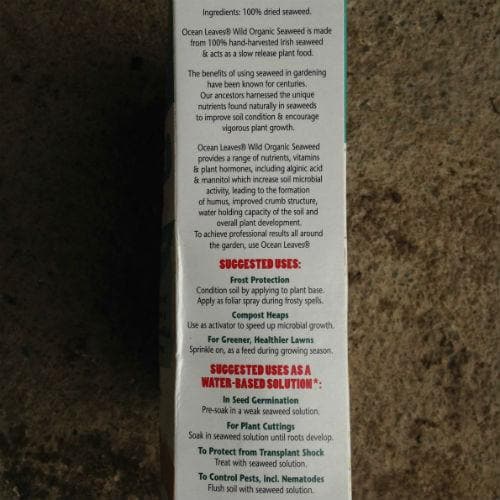 Ingredients: 100% dried seaweed.
Ocean Leaves® Wild Organic Seaweed is made
from 100% hand-harvested Irish seaweed
& acts as a slow release plant food.
The benefits of using seaweed in gardening
have been known for centuries.
Our ancestors harnessed the unique
nutrients found naturally in seaweeds
to improve soil condition & encourage
vigorous plant growth.
Ocean Leaves® Wild Organic Seaweed
provides a range of nutrients, vitamins
& plant hormones, including alginic acid
& mannitol which increase soil microbial
activity, leading to the formation
of humus, improved crumb structure,
water holding capacity of the soil and
overall plant development.
To achieve professional results all around
the garden, use Ocean Leaves®
SUGGESTED USES:
Frost Protection
Condition soil by applying to plant base.
Apply as foliar spray during frosty spells.
Compost Heaps
Use as activator to speed up microbial growth.
For Greener, Healthier Lawns
Sprinkle on, as a feed during growing season.
SUGGESTED USES AS A
WATER-BASED SOLUTION*:
In Seed Germination
Pre-soak in a weak seaweed solution.
For Plant Cuttings
Soak in seaweed solution until roots develop.
To Protect from Transplant Shock
Treat with seaweed solution.
To Control Pests, incl. Nematodes
Flush soil with seaweed solution.